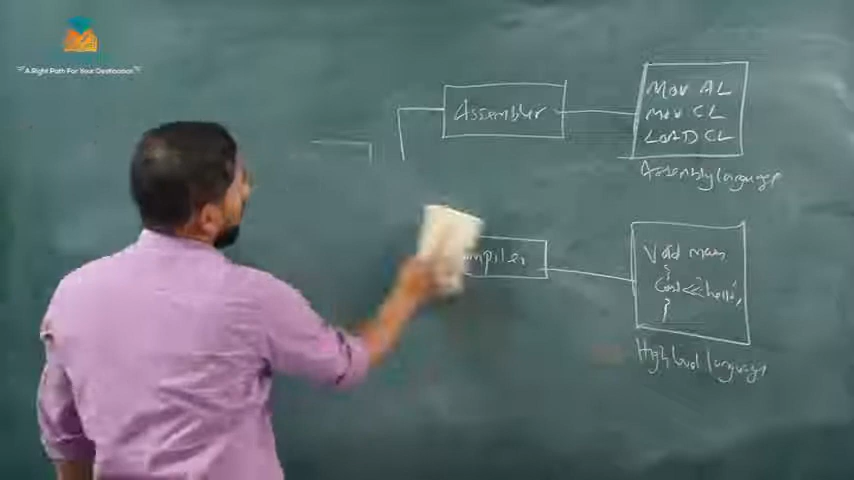 "A Right Path For Your Destination"
Assembler
Mov AL
Mov CL
LOAD CL
Assembly language
mpiler
Void main
{
Cout << "hello";
}
High level language